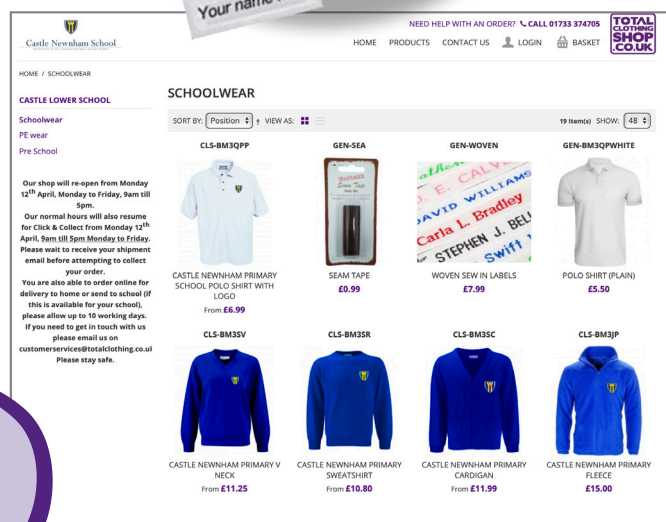 Your name
NEED HELP WITH AN ORDER? CALL 01733 374705
TOTAL
CLOTHING
SHOP
.CO.UK
Castle Newnham School
HOME PRODUCTS CONTACT US LOGIN BASKET
HOME / SCHOOLWEAR
CASTLE LOWER SCHOOL
Schoolwear
PE wear
Pre School
Our shop will re-open from Monday
12th April, Monday to Friday, 9am till
5pm.
Our normal hours will also resume
for Click & Collect from Monday 12th
April, 9am till 5pm Monday to Friday.
Please wait to receive your shipment
email before attempting to collect
your order.
You are also able to order online for
delivery to home or send to school (if
this is available for your school),
please allow up to 10 working days.
If you need to get in touch with us
please email us on
customerservices@totalclothing.co.ul
Please stay safe.
SCHOOLWEAR
SORT BY: Position VIEW AS:
19 Item(s) SHOW: 48
CLS-BM3QPP
CASTLE NEWNHAM PRIMARY
SCHOOL POLO SHIRT WITH
LOGO
From £6.99
GEN-SEA
Seam Tape
SEAM TAPE
£0.99
GEN-WOVEN
J. E. CALV
DAVID WILLIAMS
Carla L. Bradley
STEPHEN J. BELL
Swift
WOVEN SEW IN LABELS
£7.99
GEN-BM3QPWHITE
POLO SHIRT (PLAIN)
£5.50
CLS-BM3SV
CASTLE NEWNHAM PRIMARY V
NECK
From £11.25
CLS-BM3SR
CASTLE NEWNHAM PRIMARY
SWEATSHIRT
From £10.80
CLS-BM3SC
CASTLE NEWNHAM PRIMARY
CARDIGAN
From £11.99
CLS-BM3JP
CASTLE NEWNHAM PRIMARY
FLEECE
£15.00